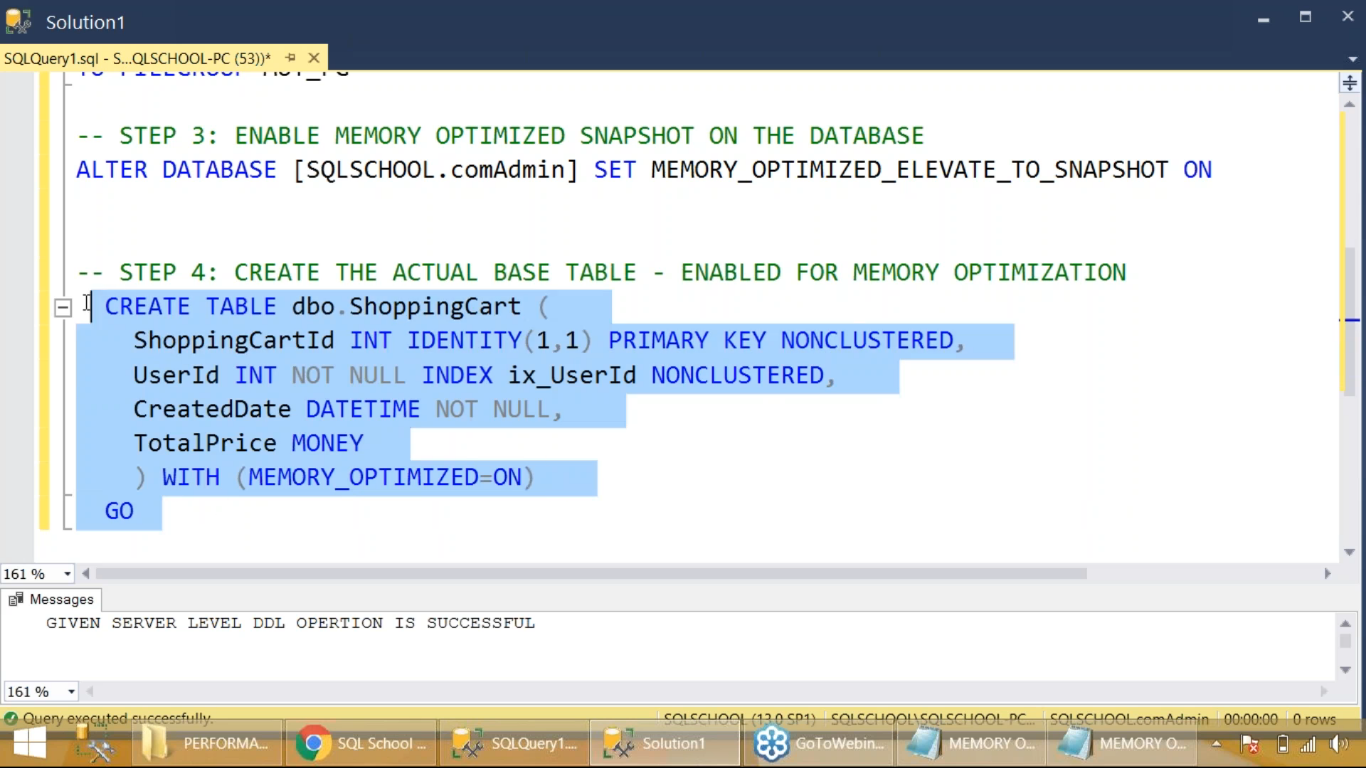 Solution1
SQLQuery1.sql - S...QLSCHOOL-PC (53))*
TO FILEGROUP MOT_FG
-- STEP 3: ENABLE MEMORY OPTIMIZED SNAPSHOT ON THE DATABASE
ALTER DATABASE [SQLSCHOOL.comAdmin] SET MEMORY_OPTIMIZED_ELEVATE_TO_SNAPSHOT ON
-- STEP 4: CREATE THE ACTUAL BASE TABLE - ENABLED FOR MEMORY OPTIMIZATION
CREATE TABLE dbo.ShoppingCart (
ShoppingCartId INT IDENTITY(1,1) PRIMARY KEY NONCLUSTERED,
UserId INT NOT NULL INDEX ix_UserId NONCLUSTERED,
CreatedDate DATETIME NOT NULL,
TotalPrice MONEY
) WITH (MEMORY_OPTIMIZED=ON)
GO
161 %
Messages
GIVEN SERVER LEVEL DDL OPERTION IS SUCCESSFUL
161 %
Query executed successfully. SQLSCHOOL (13.0 SP1) SQLSCHOOL\SQLSCHOOL-PC... SQLSCHOOL.comAdmin 00:00:00 0 rows
PERFORMA... SQL School ... SQLQuery1.... Solution1 GoToWebin... MEMORY O... MEMORY O...